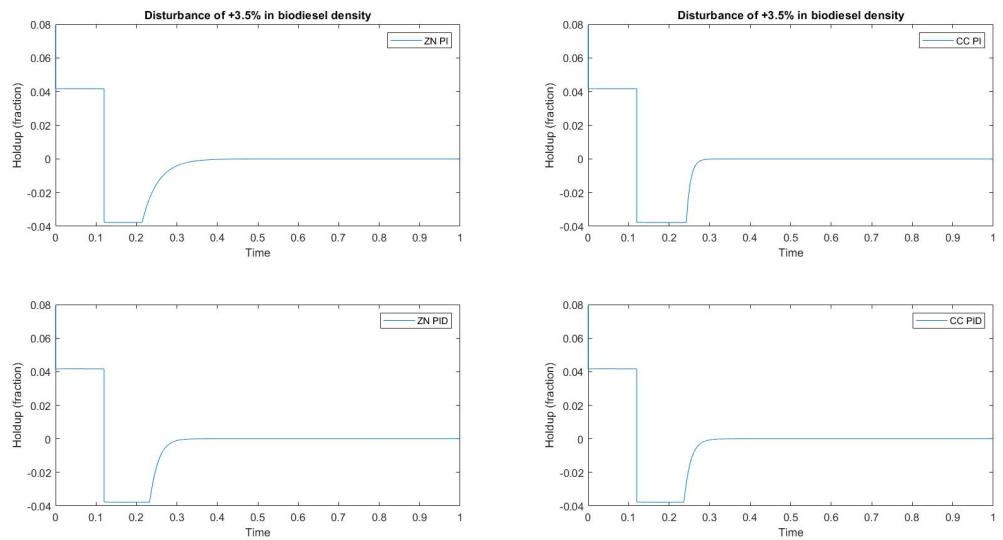 Disturbance of +3.5% in biodiesel density
0.08
0.06
0.04
0.02
0
-0.02
-0.04
Holdup (fraction)
ZN PI
0 0.1 0.2 0.3 0.4 0.5 0.6 0.7 0.8 0.9 1
Time
Disturbance of +3.5% in biodiesel density
0.08
0.06
0.04
0.02
0
-0.02
-0.04
Holdup (fraction)
CC PI
0 0.1 0.2 0.3 0.4 0.5 0.6 0.7 0.8 0.9 1
Time
0.08
0.06
0.04
0.02
0
-0.02
-0.04
Holdup (fraction)
ZN PID
0 0.1 0.2 0.3 0.4 0.5 0.6 0.7 0.8 0.9 1
Time
0.08
0.06
0.04
0.02
0
-0.02
-0.04
Holdup (fraction)
CC PID
0 0.1 0.2 0.3 0.4 0.5 0.6 0.7 0.8 0.9 1
Time